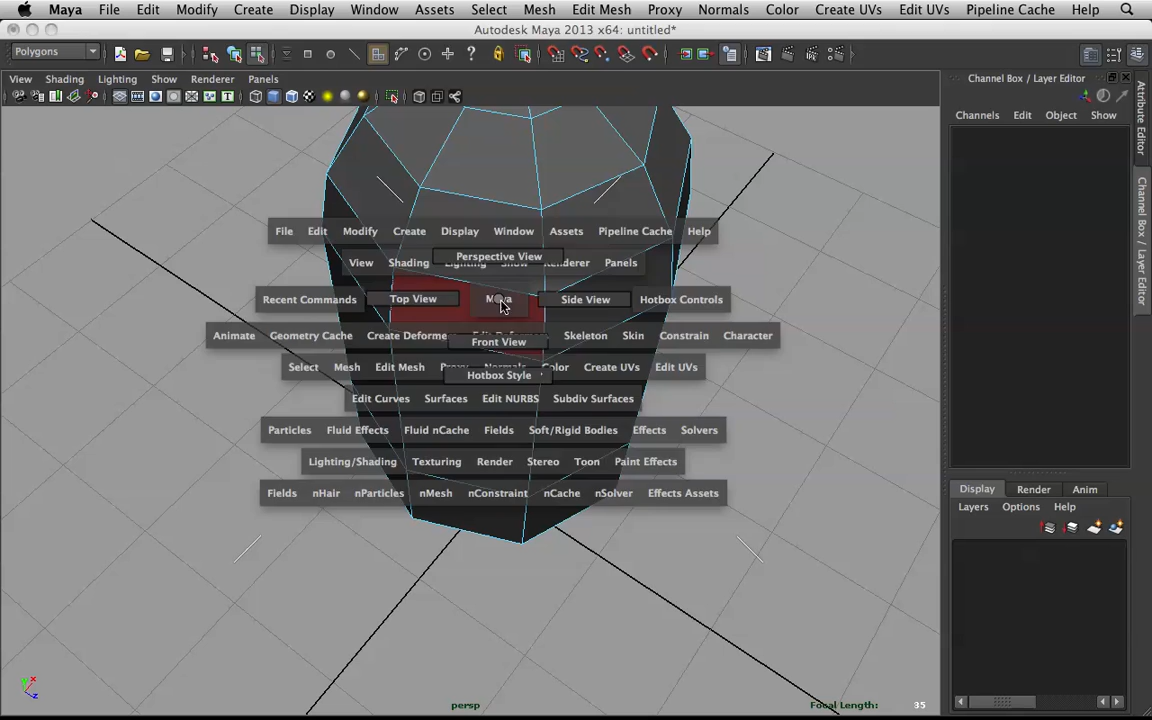 Maya File Edit Modify Create Display Window Assets Select Mesh Edit Mesh Proxy Normals Color Create UVs Edit UVs Pipeline Cache Help
Autodesk Maya 2013 x64: untitled*
Polygons
View Shading Lighting Show Renderer Panels
Channel Box / Layer Editor
Channels Edit Object Show
Attribute Editor
Channel Box / Layer Editor
File Edit Modify Create Display Window Assets Pipeline Cache Help
Perspective View
View Shading Lighting Show Renderer Panels
Recent Commands Top View Maya Side View Hotbox Controls
Animate Geometry Cache Create Deforme Skeleton Skin Constrain Character
Front View
Select Mesh Edit Mesh Proxy Normals Color Create UVs Edit UVs
Hotbox Style
Edit Curves Surfaces Edit NURBS Subdiv Surfaces
Particles Fluid Effects Fluid nCache Fields Soft/Rigid Bodies Effects Solvers
Lighting/Shading Texturing Render Stereo Toon Paint Effects
Fields nHair nParticles nMesh nConstraint nCache nSolver Effects Assets
Display Render Anim
Layers Options Help
persp
Focal Length: 35